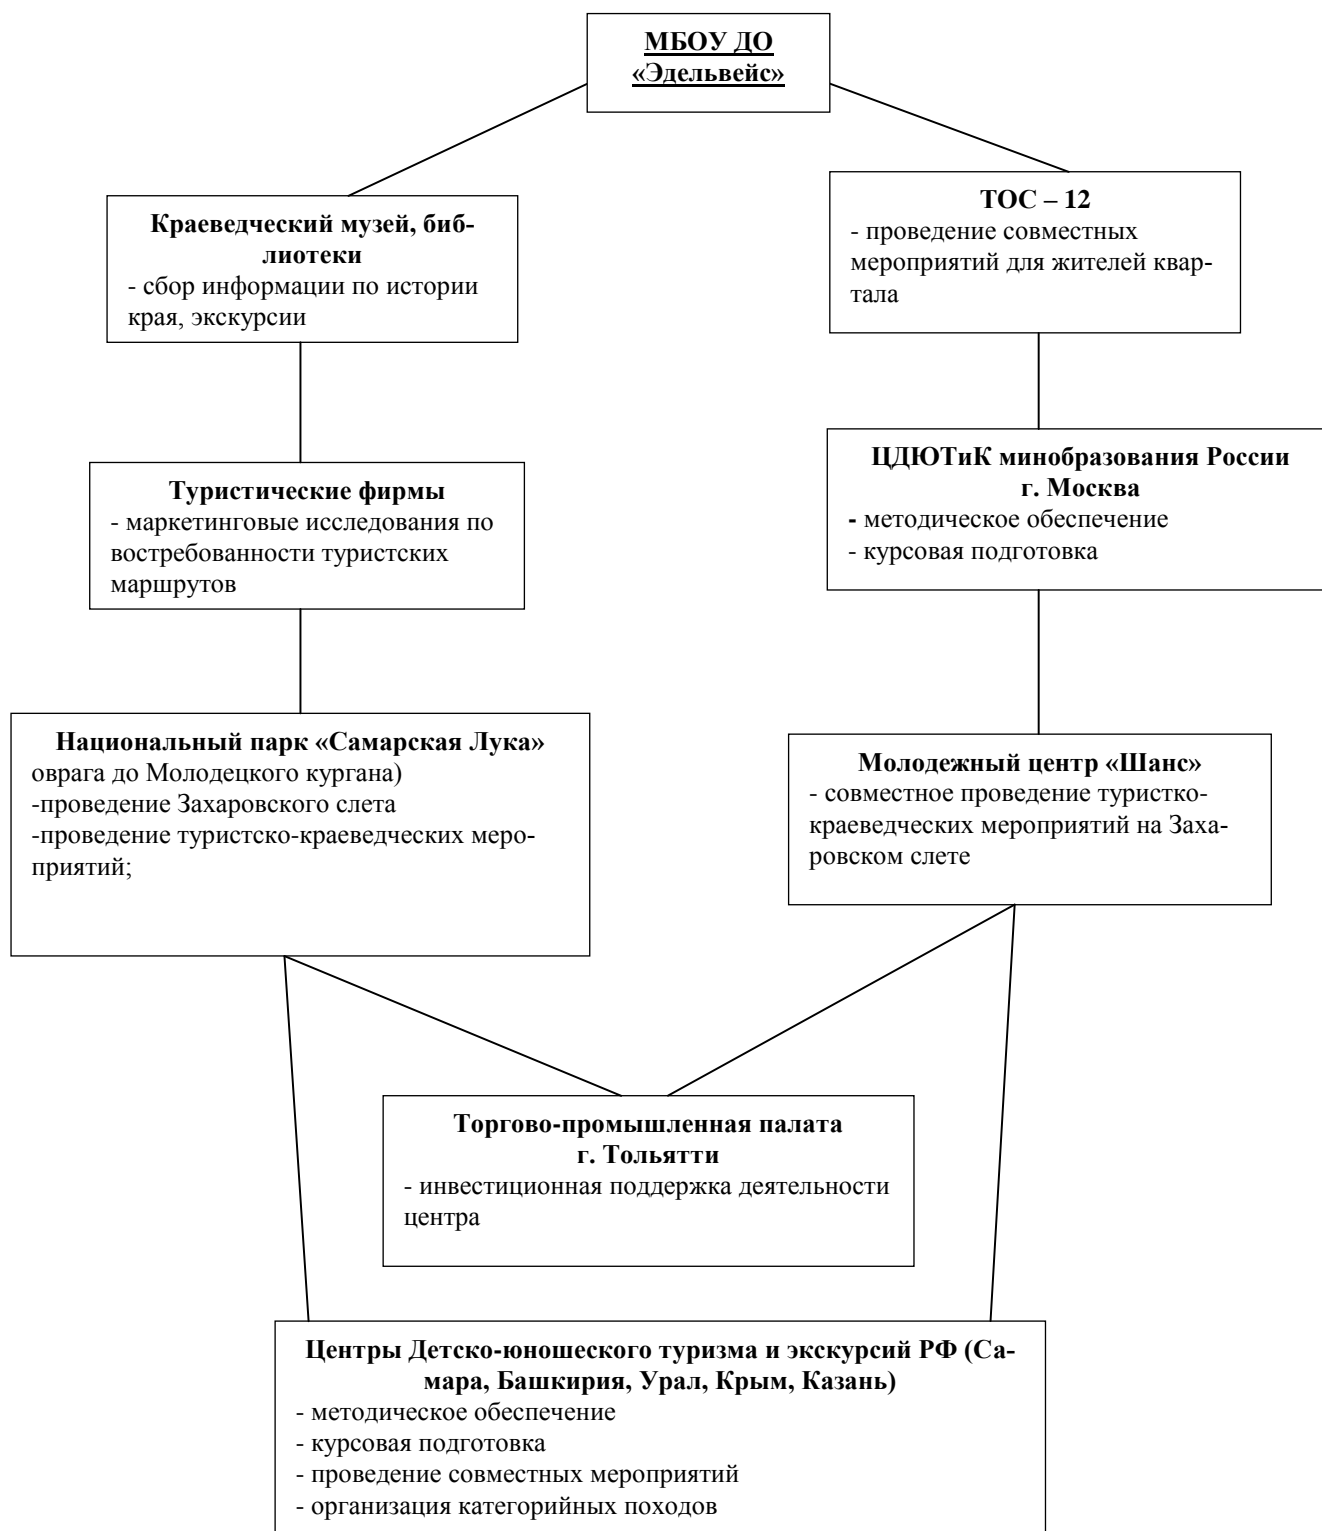 МБОУ ДО
«Эдельвейс»
Краеведческий музей, биб-
лиотеки
- сбор информации по истории
края, экскурсии
ТОС – 12
- проведение совместных
мероприятий для жителей квар-
тала
Туристические фирмы
- маркетинговые исследования по
востребованности туристских
маршрутов
ЦДЮТиК минобразования России
г. Москва
- методическое обеспечение
- курсовая подготовка
Национальный парк «Самарская Лука»
оврага до Молодецкого кургана)
-проведение Захаровского слета
-проведение туристско-краеведческих меро-
приятий;
Молодежный центр «Шанс»
- совместное проведение туристко-
краеведческих мероприятий на Заха-
ровском слете
Торгово-промышленная палата
г. Тольятти
- инвестиционная поддержка деятельности
центра
Центры Детско-юношеского туризма и экскурсий РФ (Са-
мара, Башкирия, Урал, Крым, Казань)
- методическое обеспечение
- курсовая подготовка
- проведение совместных мероприятий
- организация категорийных походов